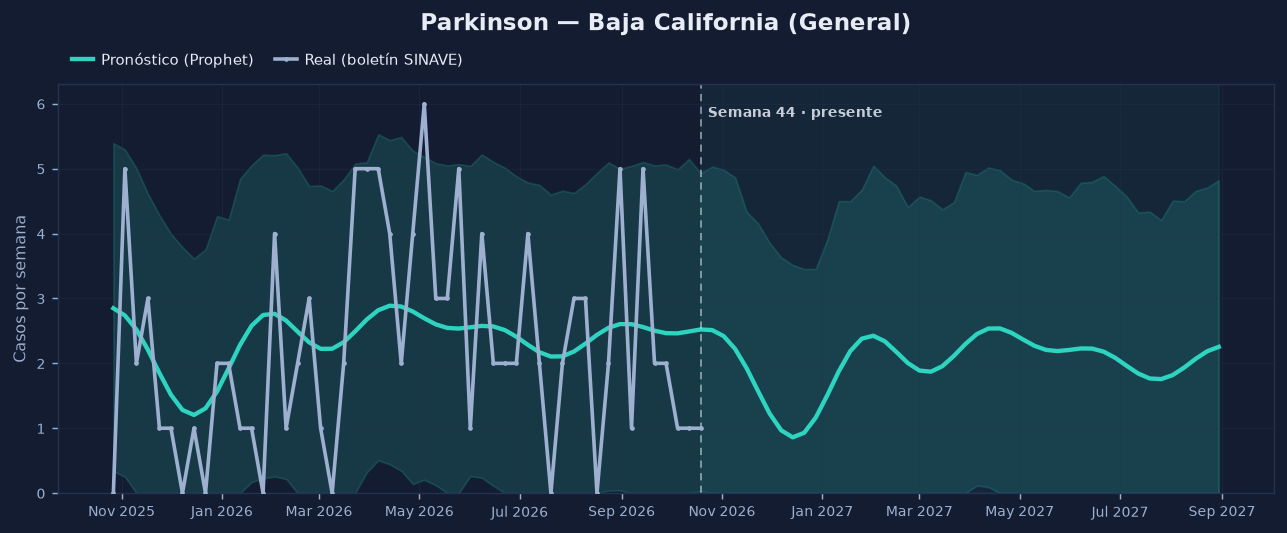 Parkinson — Baja California (General)
Pronóstico (Prophet)
Real (boletín SINAVE)
Semana 44 · presente
Casos por semana
6
5
4
3
2
1
0
Nov 2025
Jan 2026
Mar 2026
May 2026
Jul 2026
Sep 2026
Nov 2026
Jan 2027
Mar 2027
May 2027
Jul 2027
Sep 2027